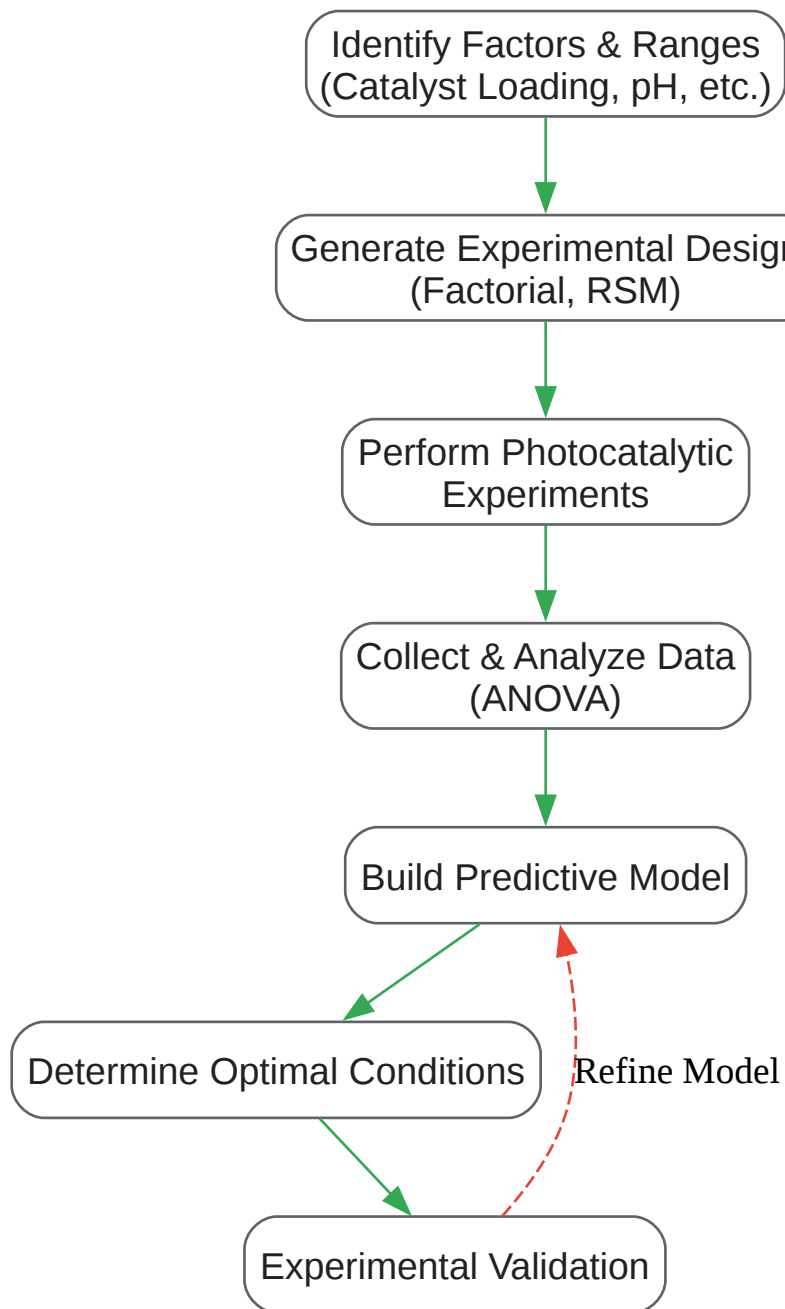 Identify Factors & Ranges
(Catalyst Loading, pH, etc.)
Generate Experimental Design
(Factorial, RSM)
Perform Photocatalytic
Experiments
Collect & Analyze Data
(ANOVA)
Build Predictive Model
Determine Optimal Conditions
Refine Model
Experimental Validation